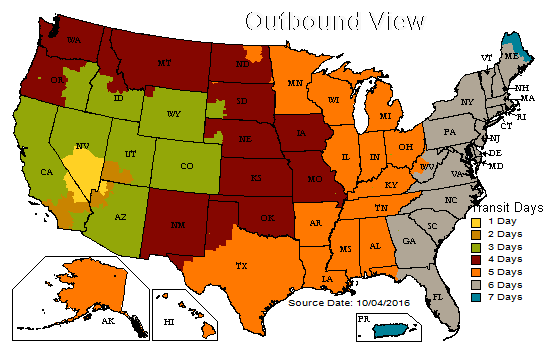 Outbound View
WA
MT
ND
OR
ID
SD
WY
MN
WI
MI
ME
VT
NH
MA
NY
RI
CT
NV
UT
CO
NE
IA
IL
IN
OH
PA
NJ
DE
MD
WV
VA
CA
KS
MO
KY
AZ
NM
OK
AR
TN
NC
SC
TX
LA
MS
AL
GA
FL
AK
HI
PR
Source Date: 10/04/2016
Transit Days
1 Day
2 Days
3 Days
4 Days
5 Days
6 Days
7 Days